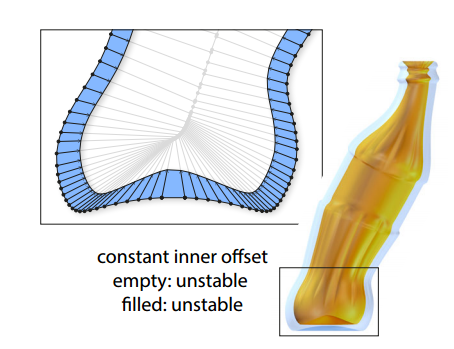 constant inner offset
empty: unstable
filled: unstable